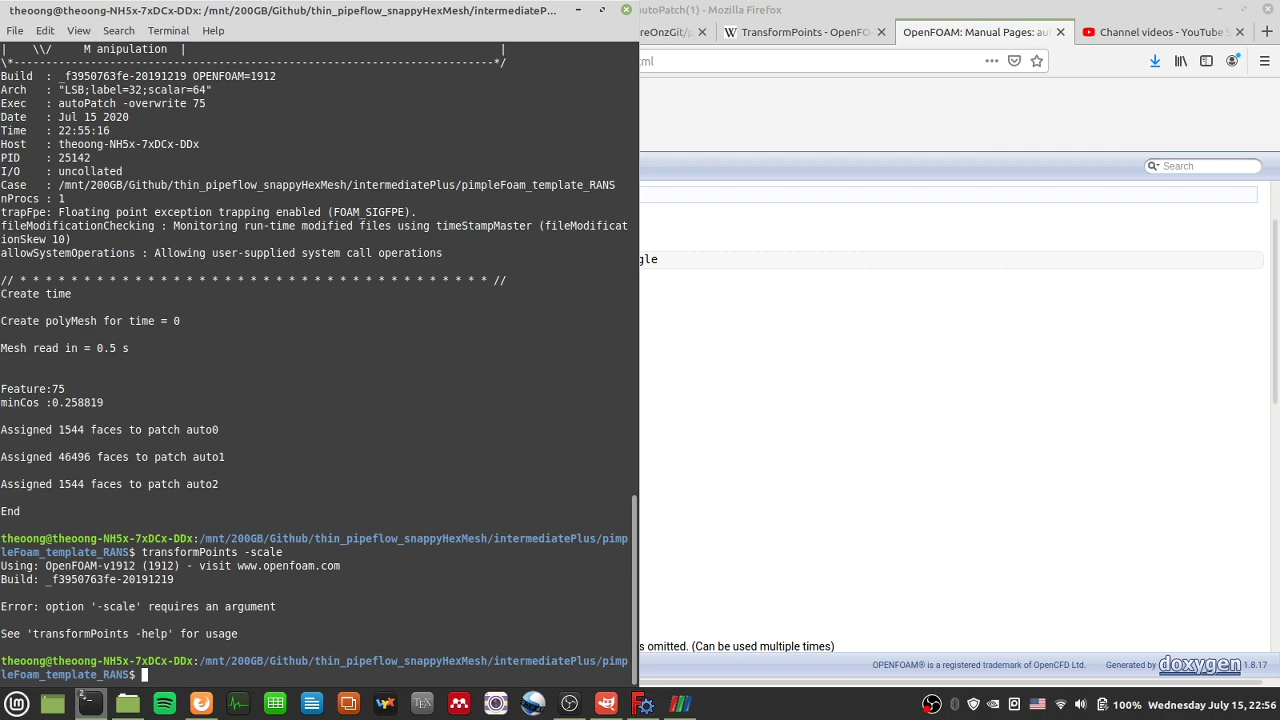 theoong@theoong-NH5x-7xDCx-DDx: /mnt/200GB/Github/thin_pipeflow_snappyHexMesh/intermediateP...
autoPatch(1) - Mozilla Firefox
File Edit View Search Terminal Help
reOnzGit/p
TransformPoints - OpenFO
OpenFOAM: Manual Pages: au
Channel videos - YouTube S
ml
Search
gle
s omitted. (Can be used multiple times)
OPENFOAM® is a registered trademark of OpenCFD Ltd. Generated by doxygen 1.8.17
| \\/ M anipulation | |
\*---------------------------------------------------------------------------*/
Build : _f3950763fe-20191219 OPENFOAM=1912
Arch : "LSB;label=32;scalar=64"
Exec : autoPatch -overwrite 75
Date : Jul 15 2020
Time : 22:55:16
Host : theoong-NH5x-7xDCx-DDx
PID : 25142
I/O : uncollated
Case : /mnt/200GB/Github/thin_pipeflow_snappyHexMesh/intermediatePlus/pimpleFoam_template_RANS
nProcs : 1
trapFpe: Floating point exception trapping enabled (FOAM_SIGFPE).
fileModificationChecking : Monitoring run-time modified files using timeStampMaster (fileModificat
ionSkew 10)
allowSystemOperations : Allowing user-supplied system call operations
// * * * * * * * * * * * * * * * * * * * * * * * * * * * * * * * * * * * * * //
Create time
Create polyMesh for time = 0
Mesh read in = 0.5 s
Feature:75
minCos :0.258819
Assigned 1544 faces to patch auto0
Assigned 46496 faces to patch auto1
Assigned 1544 faces to patch auto2
End
theoong@theoong-NH5x-7xDCx-DDx:/mnt/200GB/Github/thin_pipeflow_snappyHexMesh/intermediatePlus/pimp
leFoam_template_RANS$ transformPoints -scale
Using: OpenFOAM-v1912 (1912) - visit www.openfoam.com
Build: _f3950763fe-20191219
Error: option '-scale' requires an argument
See 'transformPoints -help' for usage
theoong@theoong-NH5x-7xDCx-DDx:/mnt/200GB/Github/thin_pipeflow_snappyHexMesh/intermediatePlus/pimp
leFoam_template_RANS$
100% Wednesday July 15, 22:56